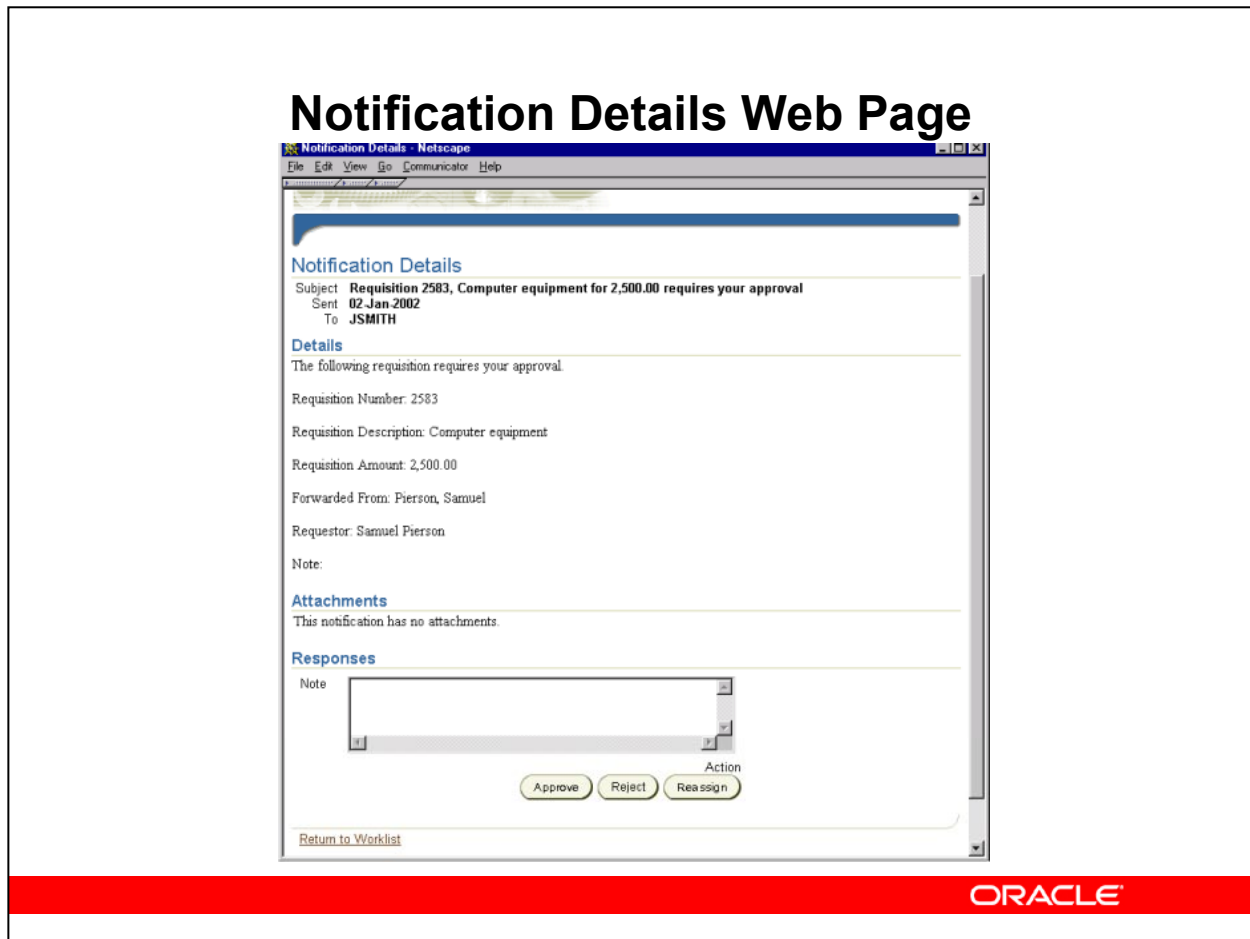 Notification Details Web Page
Notification Details - Netscape
File Edit View Go Communicator Help
Notification Details
Subject Requisition 2583, Computer equipment for 2,500.00 requires your approval
Sent 02-Jan-2002
To JSMITH
Details
The following requisition requires your approval.
Requisition Number: 2583
Requisition Description: Computer equipment
Requisition Amount: 2,500.00
Forwarded From: Pierson, Samuel
Requestor: Samuel Pierson
Note:
Attachments
This notification has no attachments.
Responses
Note
Action
Approve Reject Reassign
Return to Worklist
ORACLE